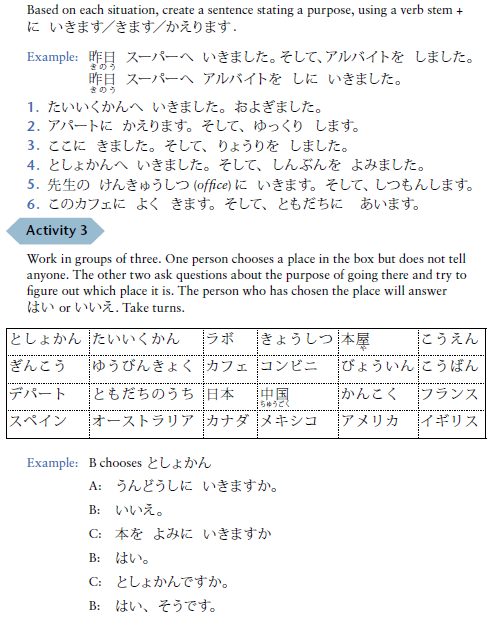 Based on each situation, create a sentence stating a purpose, using a verb stem +
に いきます/きます/かえります.
Example: 昨日 スーパーへ いきました。そして、アルバイトを しました。
きのう
昨日 スーパーへ アルバイトを しに いきました。
きのう
1. たいいくかんへ いきました。およぎました。
2. アパートに かえります。そして、ゆっくり します。
3. ここに きました。そして、りょうりを しました。
4. としょかんへ いきました。そして、しんぶんを よみました。
5. 先生の けんきゅうしつ (office) に いきます。そして、しつもんします。
6. このカフェに よく きます。そして、ともだちに あいます。
Activity 3
Work in groups of three. One person chooses a place in the box but does not tell
anyone. The other two ask questions about the purpose of going there and try to
figure out which place it is. The person who has chosen the place will answer
はい or いいえ. Take turns.
としょかん たいいくかん ラボ きょうしつ 本屋 こうえん
や
ぎんこう ゆうびんきょく カフェ コンビニ びょういん こうばん
デパート ともだちのうち 日本 中国 かんこく フランス
ちゅうごく
スペイン オーストラリア カナダ メキシコ アメリカ イギリス
Example: B chooses としょかん
A: うんどうしに いきますか。
B: いいえ。
C: 本を よみに いきますか
B: はい。
C: としょかんですか。
B: はい、そうです。